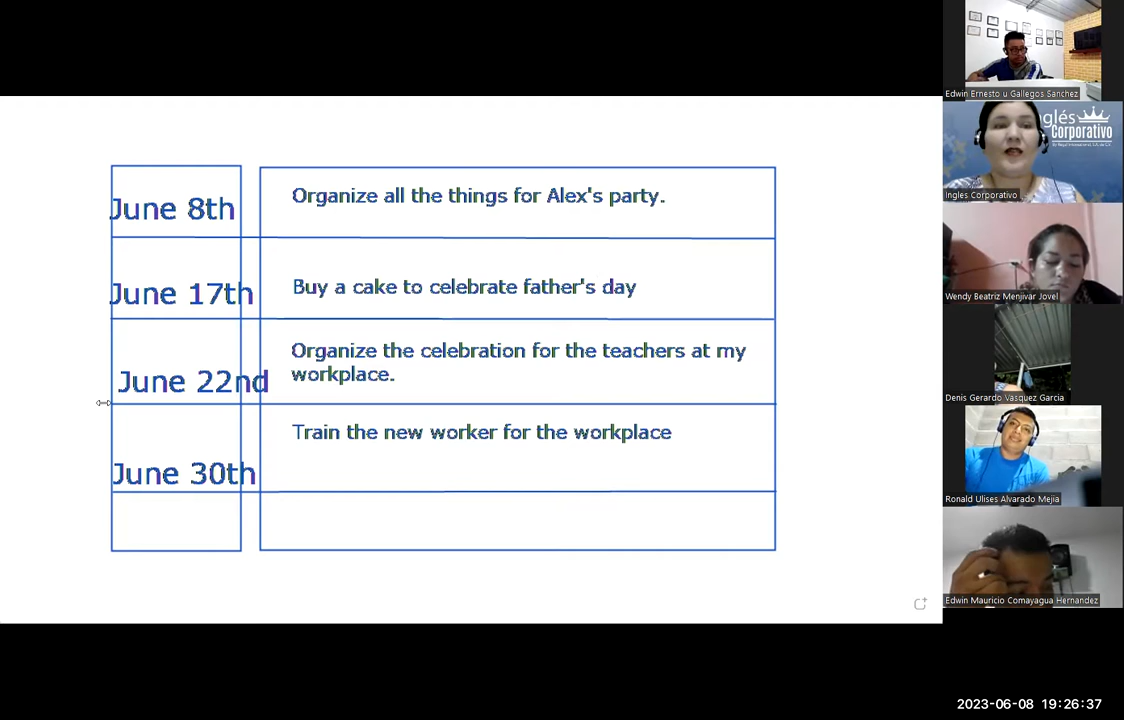 June 8th
Organize all the things for Alex's party.
June 17th
Buy a cake to celebrate father's day
June 22nd
Organize the celebration for the teachers at my
workplace.
June 30th
Train the new worker for the workplace
Edwin Ernesto u Gallegos Sanchez
glés
Corporativo
Ingles Corporativo
Wendy Beatriz Menjivar Jovel
Denis Gerardo Vasquez Garcia
Ronald Ulises Alvarado Mejia
Edwin Mauricio Comayagua Hernandez
2023-06-08 19:26:37